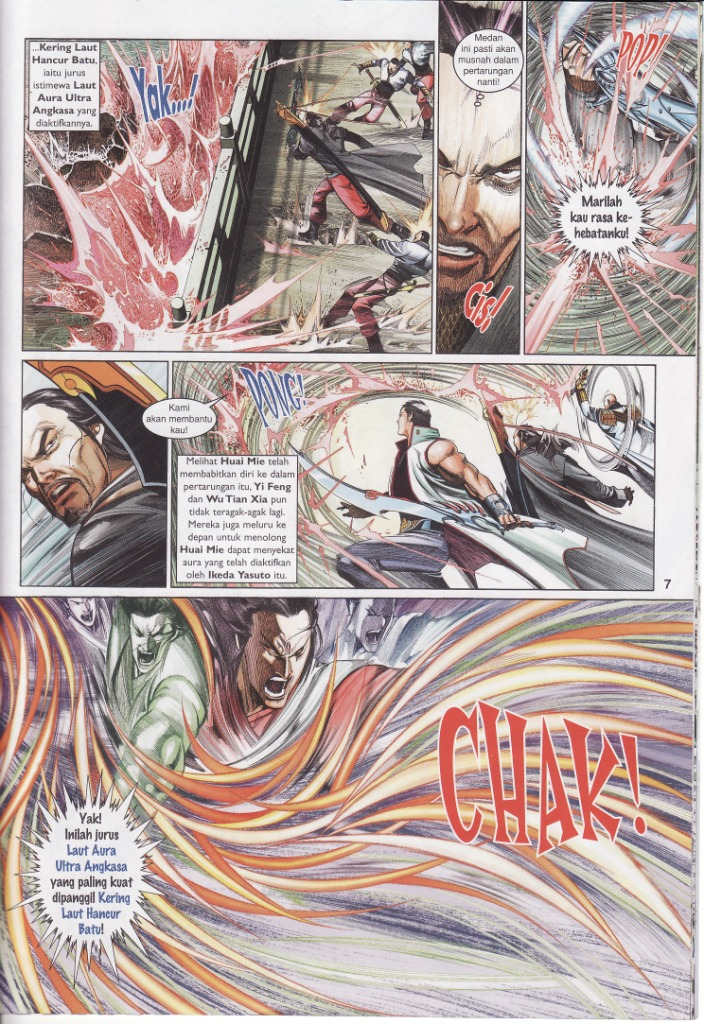 ...Kering Laut
Hancur Batu,
iaitu jurus
istimewa Laut
Aura Ultra
Angkasa yang
diaktifkannya.
Yak....!
Medan
ini pasti akan
musnah dalam
pertarungan
nanti!
Cis!
POP!
Marilah
kau rasa ke-
hebatanku!
Kami
akan membantu
kau!
PONG!
Melihat Huai Mie telah
membabitkan diri ke dalam
pertarungan itu, Yi Feng
dan Wu Tian Xia pun
tidak teragak-agak lagi.
Mereka juga meluru ke
depan untuk menolong
Huai Mie dapat menyekat
aura yang telah diaktifkan
oleh Ikeda Yasuto itu.
7
CHAK!
Yak!
Inilah jurus
Laut Aura
Ultra Angkasa
yang paling kuat
dipanggil Kering
Laut Hancur
Batu!